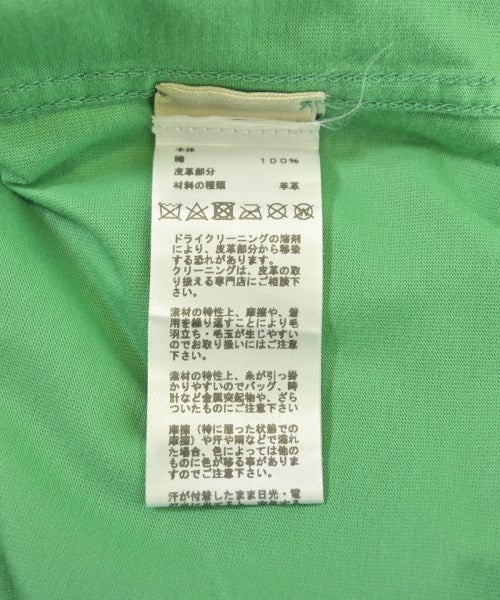 本体
綿 100%
皮革部分
材料の種類 羊革
ドライクリーニングの溶剤
により、皮革部分から移染
する恐れがあります。
クリーニングは、皮革の取
り扱える専門店にご相談下
さい。
素材の特性上、摩擦や、着
用を繰り返すことにより毛
羽立ち・毛玉が生じやすい
のでお取り扱いにはご注意
下さい。
素材の特性上、糸が引っ掛
かりやすいのでバッグ、時
計など金属突起物や、ざら
ついたものにご注意下さい
摩擦（特に湿った状態での
摩擦）や汗や雨などで濡れ
た場合、色によっては他の
ものに色が移る事がありま
すのでご注意下さい。
汗が付着したまま日光・電